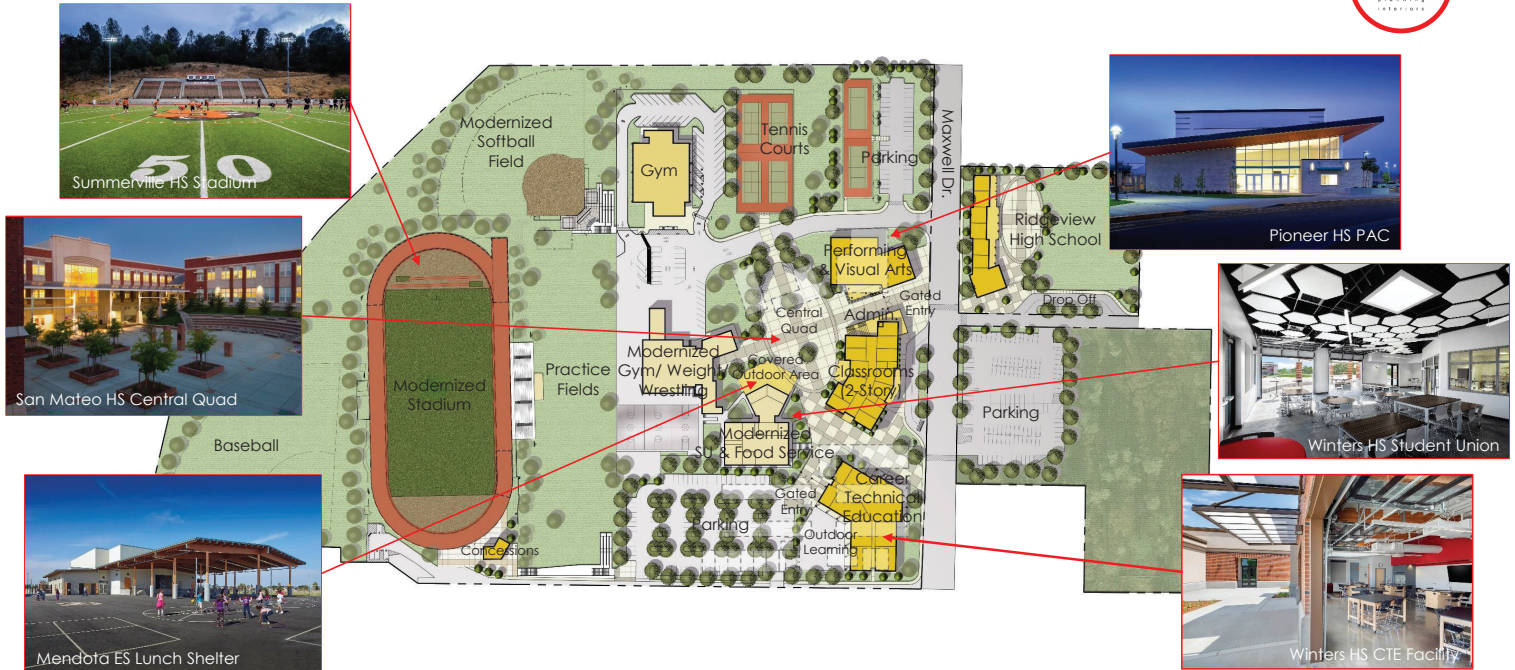 planning
interiors
50
Summerville HS Stadium
San Mateo HS Central Quad
Mendota ES Lunch Shelter
Modernized
Softball
Field
Gym
Tennis
Courts
Parking
Maxwell Dr.
Ridgeview
High School
Performing
& Visual Arts
Gated
Entry
Drop Off
Central
Quad
Admin
Modernized
Gym/ Weight/
Wrestling
Covered
Outdoor Area
Classrooms
(2-Story)
Parking
Practice
Fields
Modernized
Stadium
Baseball
Modernized
SU & Food Service
Career
Technical
Education
Gated
Entry
Parking
Outdoor
Learning
Concessions
Pioneer HS PAC
Winters HS Student Union
Winters HS CTE Facility